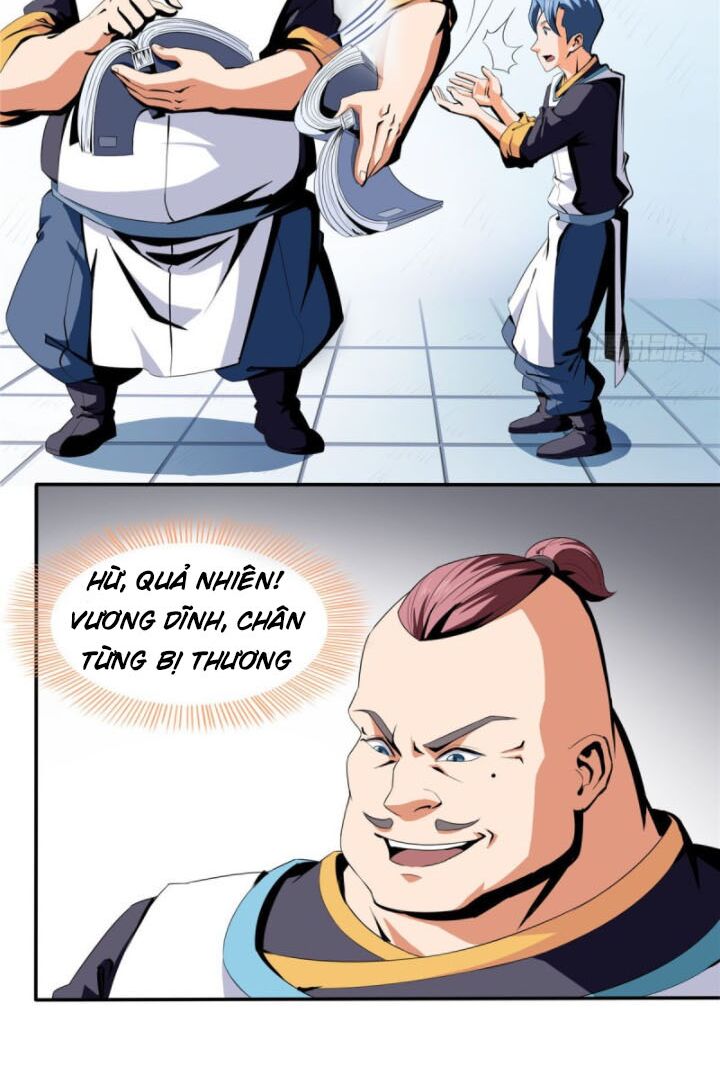 HỪ, QUẢ NHIÊN!
VƯƠNG DĨNH, CHÂN
TỪNG BỊ THƯƠNG